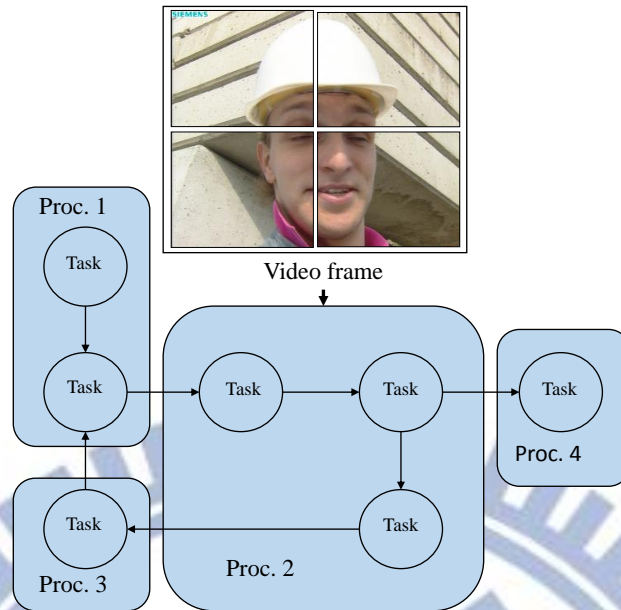 SIEMENS
Proc. 1
Task
Video frame
Task
Task
Task
Task
Proc. 4
Task
Task
Proc. 3
Proc. 2